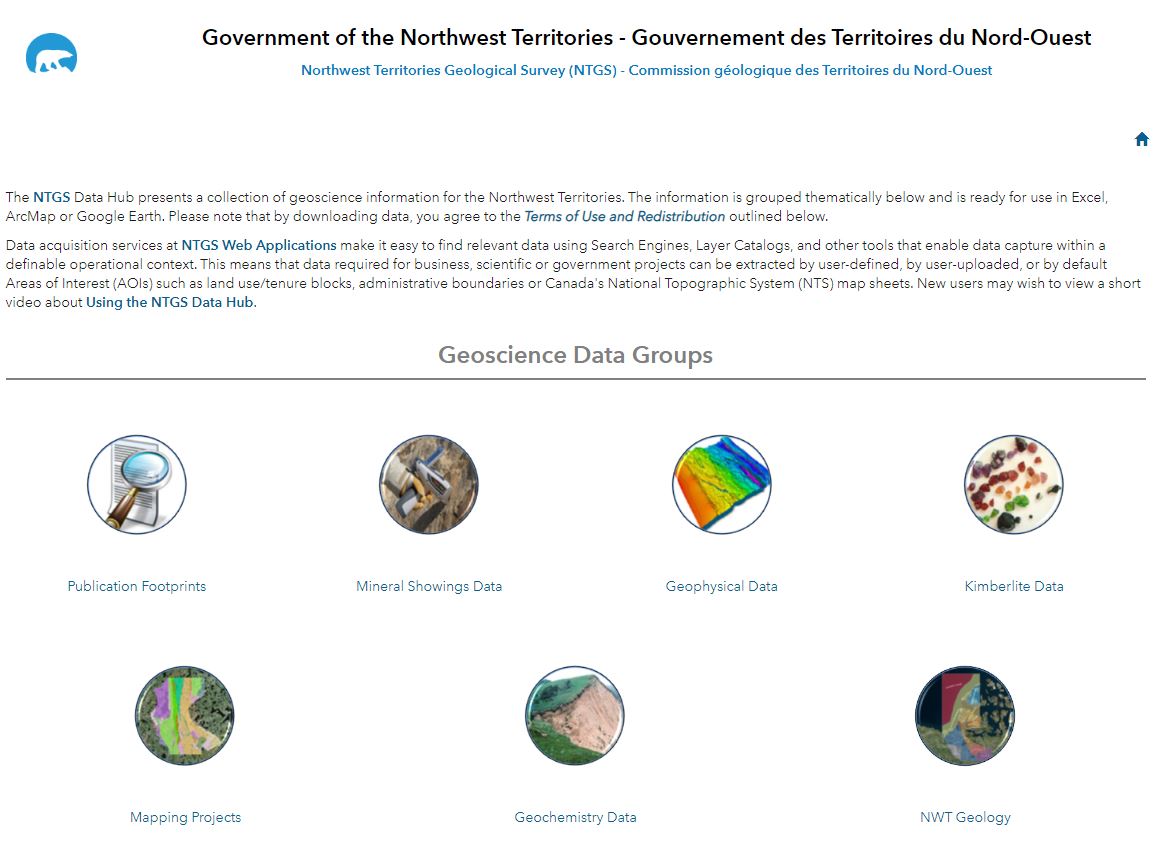 Government of the Northwest Territories - Gouvernement des Territoires du Nord-Ouest
Northwest Territories Geological Survey (NTGS) - Commission géologique des Territoires du Nord-Ouest
The NTGS Data Hub presents a collection of geoscience information for the Northwest Territories. The information is grouped thematically below and is ready for use in Excel,
ArcMap or Google Earth. Please note that by downloading data, you agree to the Terms of Use and Redistribution outlined below.
Data acquisition services at NTGS Web Applications make it easy to find relevant data using Search Engines, Layer Catalogs, and other tools that enable data capture within a
definable operational context. This means that data required for business, scientific or government projects can be extracted by user-defined, by user-uploaded, or by default
Areas of Interest (AOIs) such as land use/tenure blocks, administrative boundaries or Canada's National Topographic System (NTS) map sheets. New users may wish to view a short
video about Using the NTGS Data Hub.
Geoscience Data Groups
Publication Footprints
Mineral Showings Data
Geophysical Data
Kimberlite Data
Mapping Projects
Geochemistry Data
NWT Geology